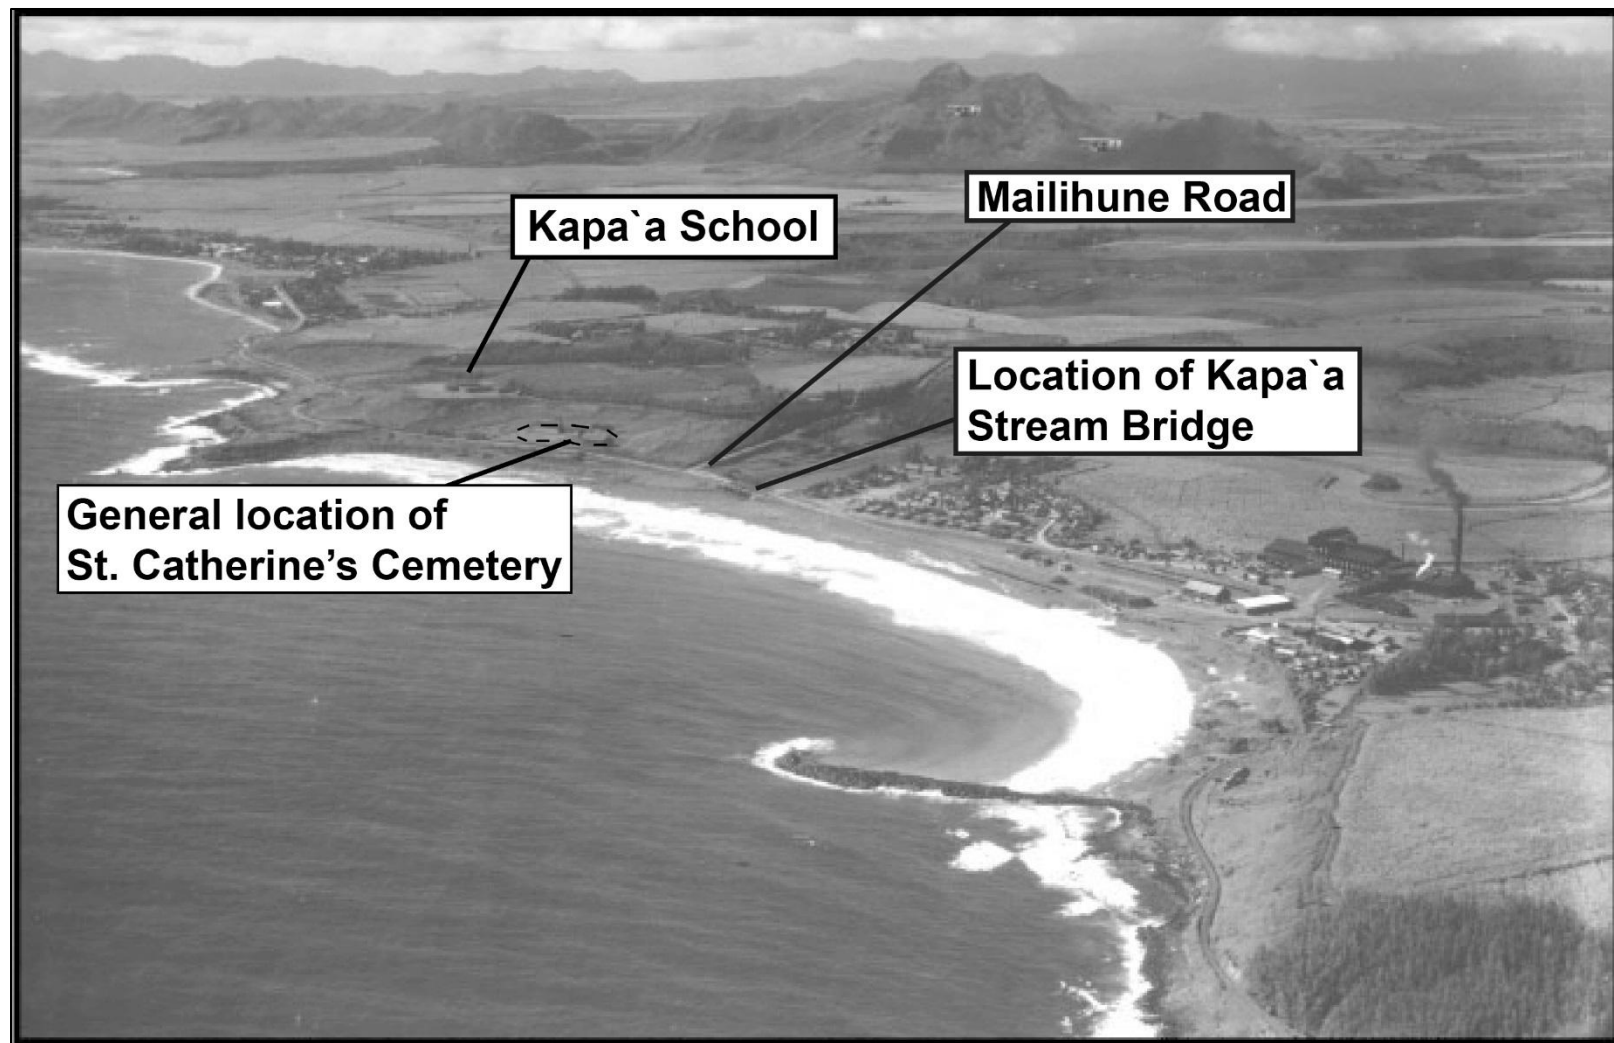 Kapa`a School
Mailihune Road
Location of Kapa`a
Stream Bridge
General location of
St. Catherine’s Cemetery